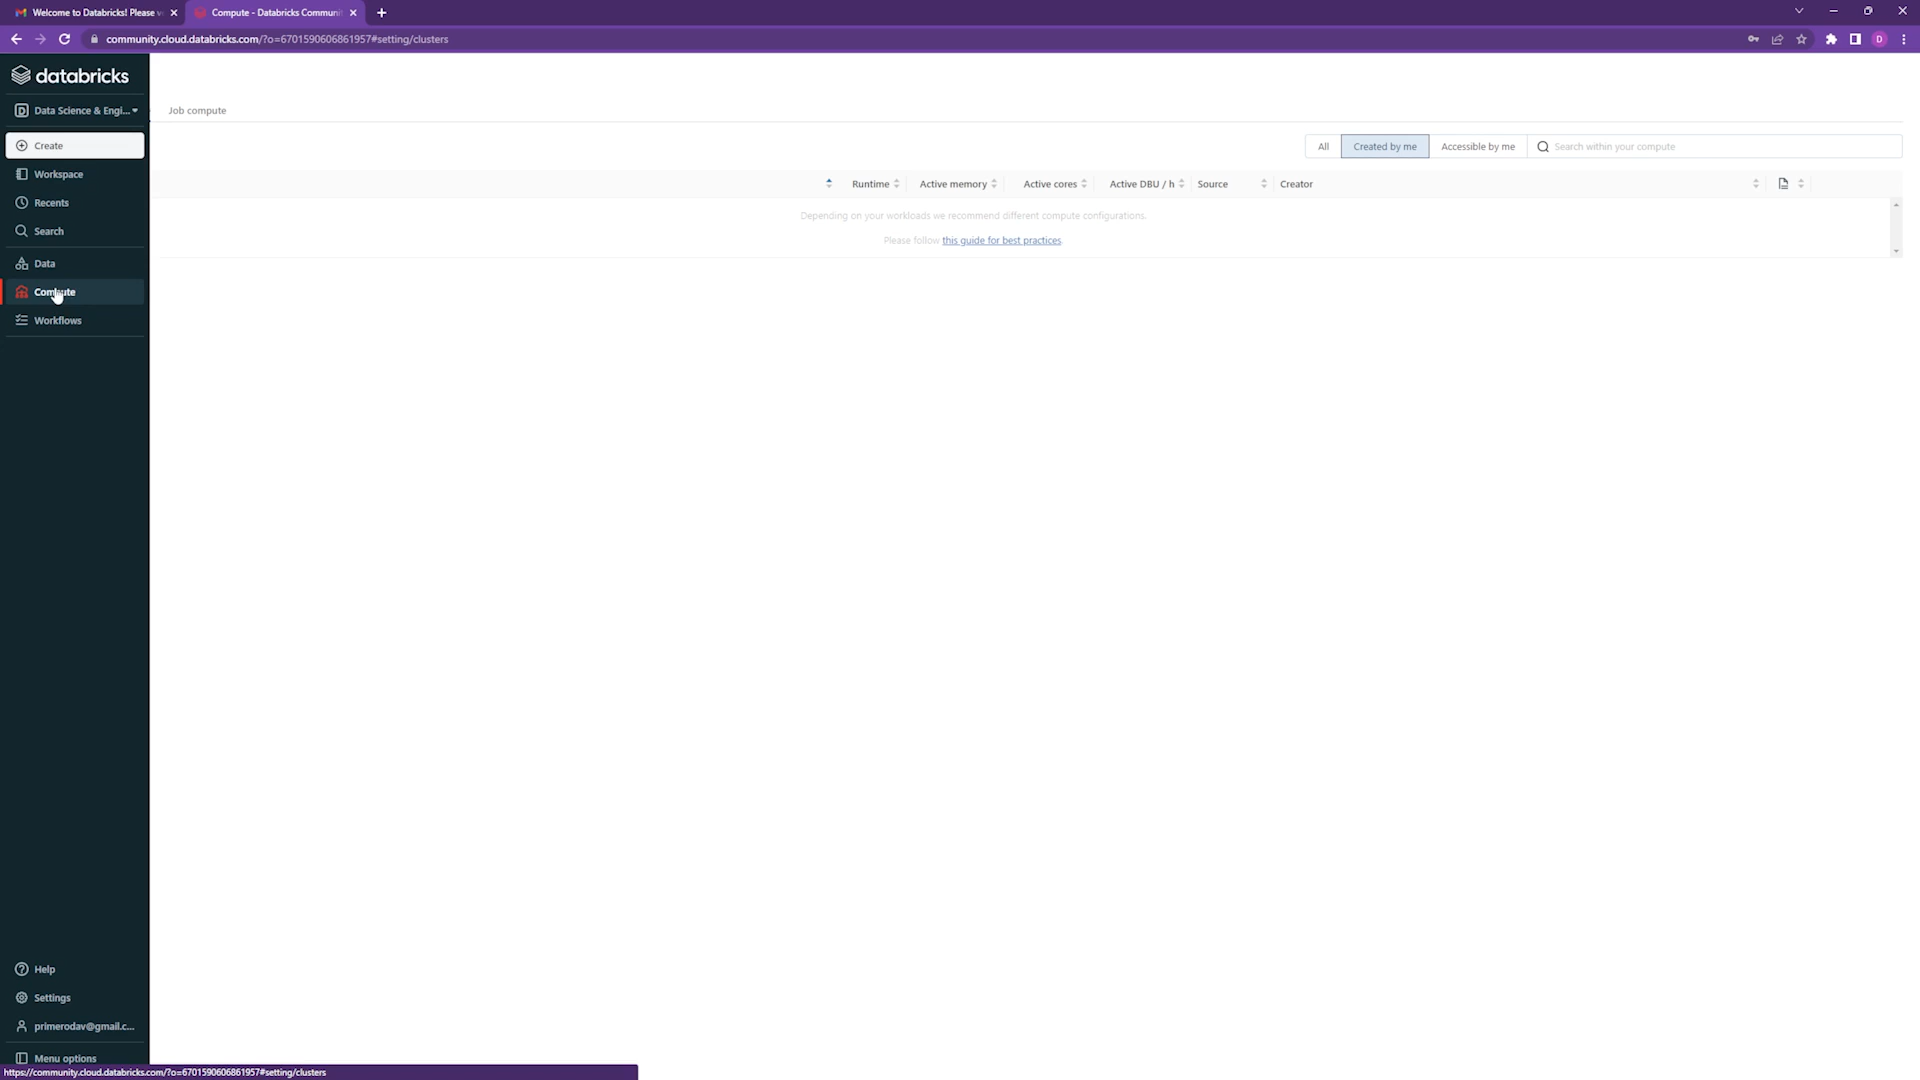 Welcome to Databricks! Please v
Compute - Databricks Communi
community.cloud.databricks.com/?o=6701590606861957#setting/clusters
D
databricks
D Data Science & Engi...
Job compute
Create
All
Created by me
Accessible by me
Search within your compute
Workspace
Runtime
Active memory
Active cores
Active DBU / h
Source
Creator
Recents
Depending on your workloads we recommend different compute configurations.
Search
Please follow this guide for best practices.
Data
Compute
Workflows
Help
Settings
primerodav@gmail.c...
Menu options
https://community.cloud.databricks.com/?o=6701590606861957#setting/clusters